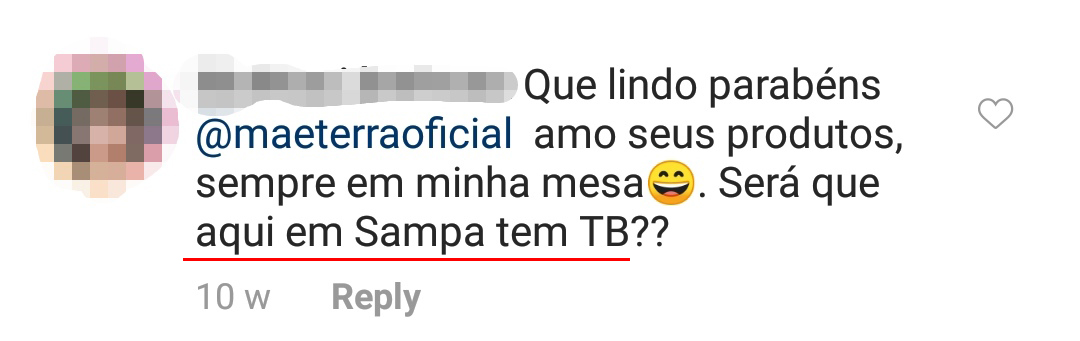 Que lindo parabéns
@maeterraoficial amo seus produtos,
sempre em minha mesa😄. Será que
aqui em Sampa tem TB??
10 w Reply